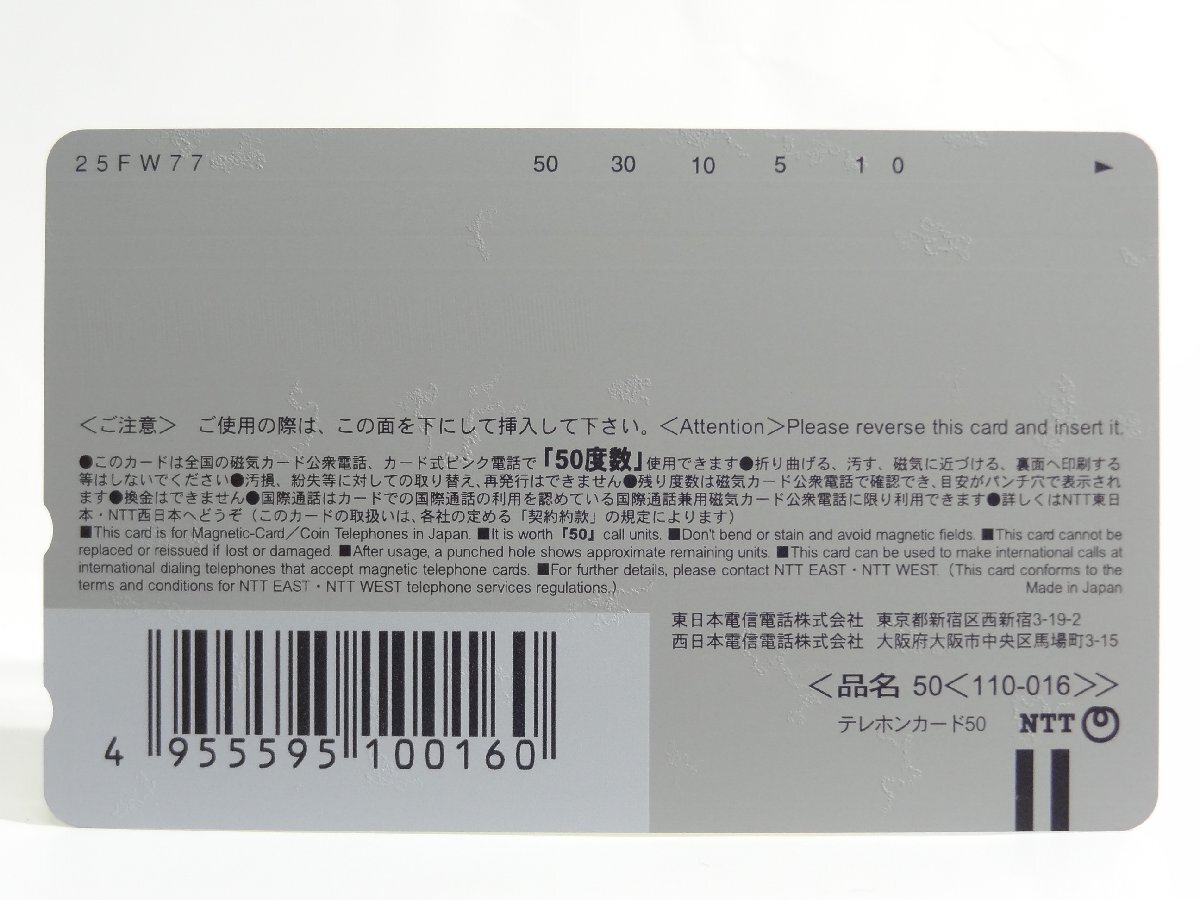 25FW77 50 30 10 5 1 0
<ご注意> ご使用の際は、この面を下にして挿入して下さい。<Attention>Please reverse this card and insert it.
●このカードは全国の磁気カード公衆電話、カード式ピンク電話で「50度数」使用できます●折り曲げる、汚す、磁気に近づける、裏面へ印刷する
等はしないでください●汚損、紛失等に対しての取り替え、再発行はできません●残り度数は磁気カード公衆電話で確認でき、目安がパンチ穴で表示され
ます●換金はできません●国際通話はカードでの国際通話の利用を認めている国際通話兼用磁気カード公衆電話に限り利用できます●詳しくはNTT東日
本・NTT西日本へどうぞ(このカードの取扱いは、各社の定める「契約約款」の規定によります)
■This card is for Magnetic-Card/Coin Telephones in Japan. ■It is worth「50」call units. ■Don't bend or stain and avoid magnetic fields. ■This card cannot be
replaced or reissued if lost or damaged. ■After usage, a punched hole shows approximate remaining units. ■This card can be used to make international calls at
international dialing telephones that accept magnetic telephone cards. ■For further details, please contact NTT EAST・NTT WEST. (This card conforms to the
terms and conditions for NTT EAST・NTT WEST telephone services regulations.) Made in Japan
東日本電信電話株式会社 東京都新宿区西新宿3-19-2
西日本電信電話株式会社 大阪府大阪市中央区馬場町3-15
<品名 50<110-016>>
テレホンカード50 NTT
4 955595 100160